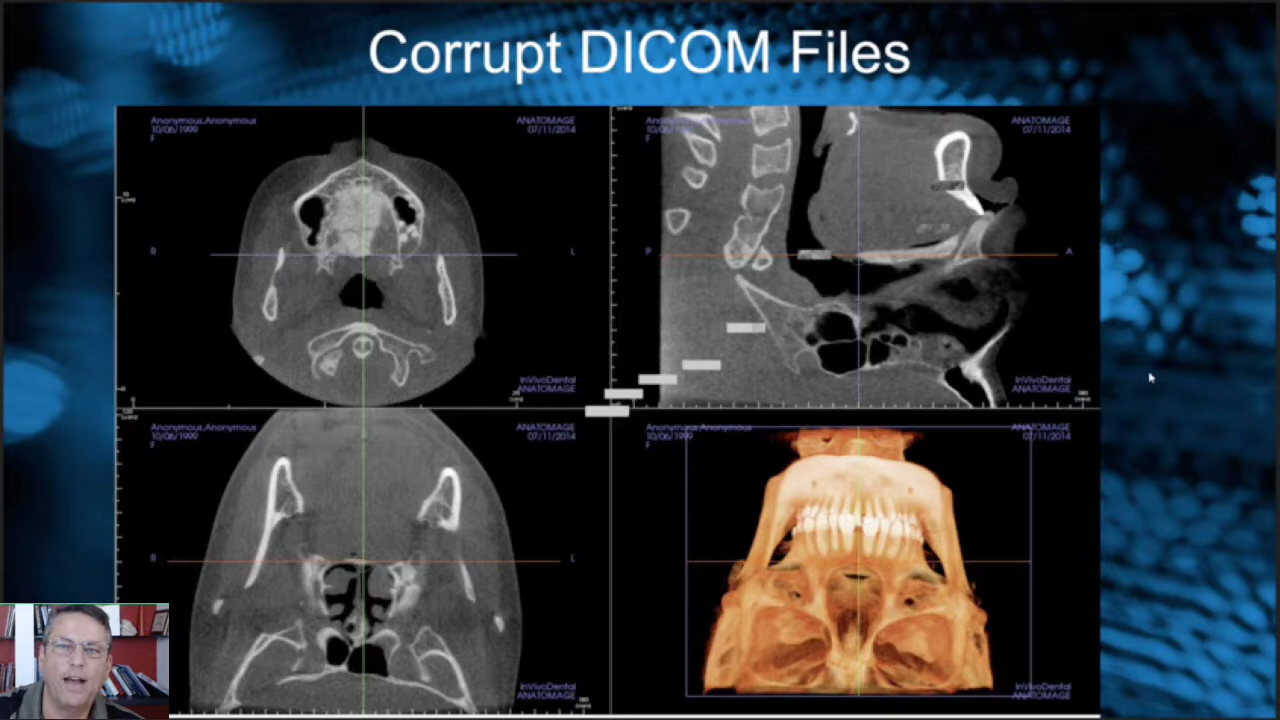 Corrupt DICOM Files
Anonymous,Anonymous
10/06/1999
F
ANATOMAGE
07/11/2014
L
InVivoDental
ANATOMAGE
Anonymous,Anonymous
10/06/1999
F
ANATOMAGE
07/11/2014
P
A
InVivoDental
ANATOMAGE
Anonymous,Anonymous
10/06/1999
F
ANATOMAGE
07/11/2014
L
InVivoDental
ANATOMAGE
Anonymous,Anonymous
10/06/1999
F
ANATOMAGE
07/11/2014
InVivoDental
ANATOMAGE